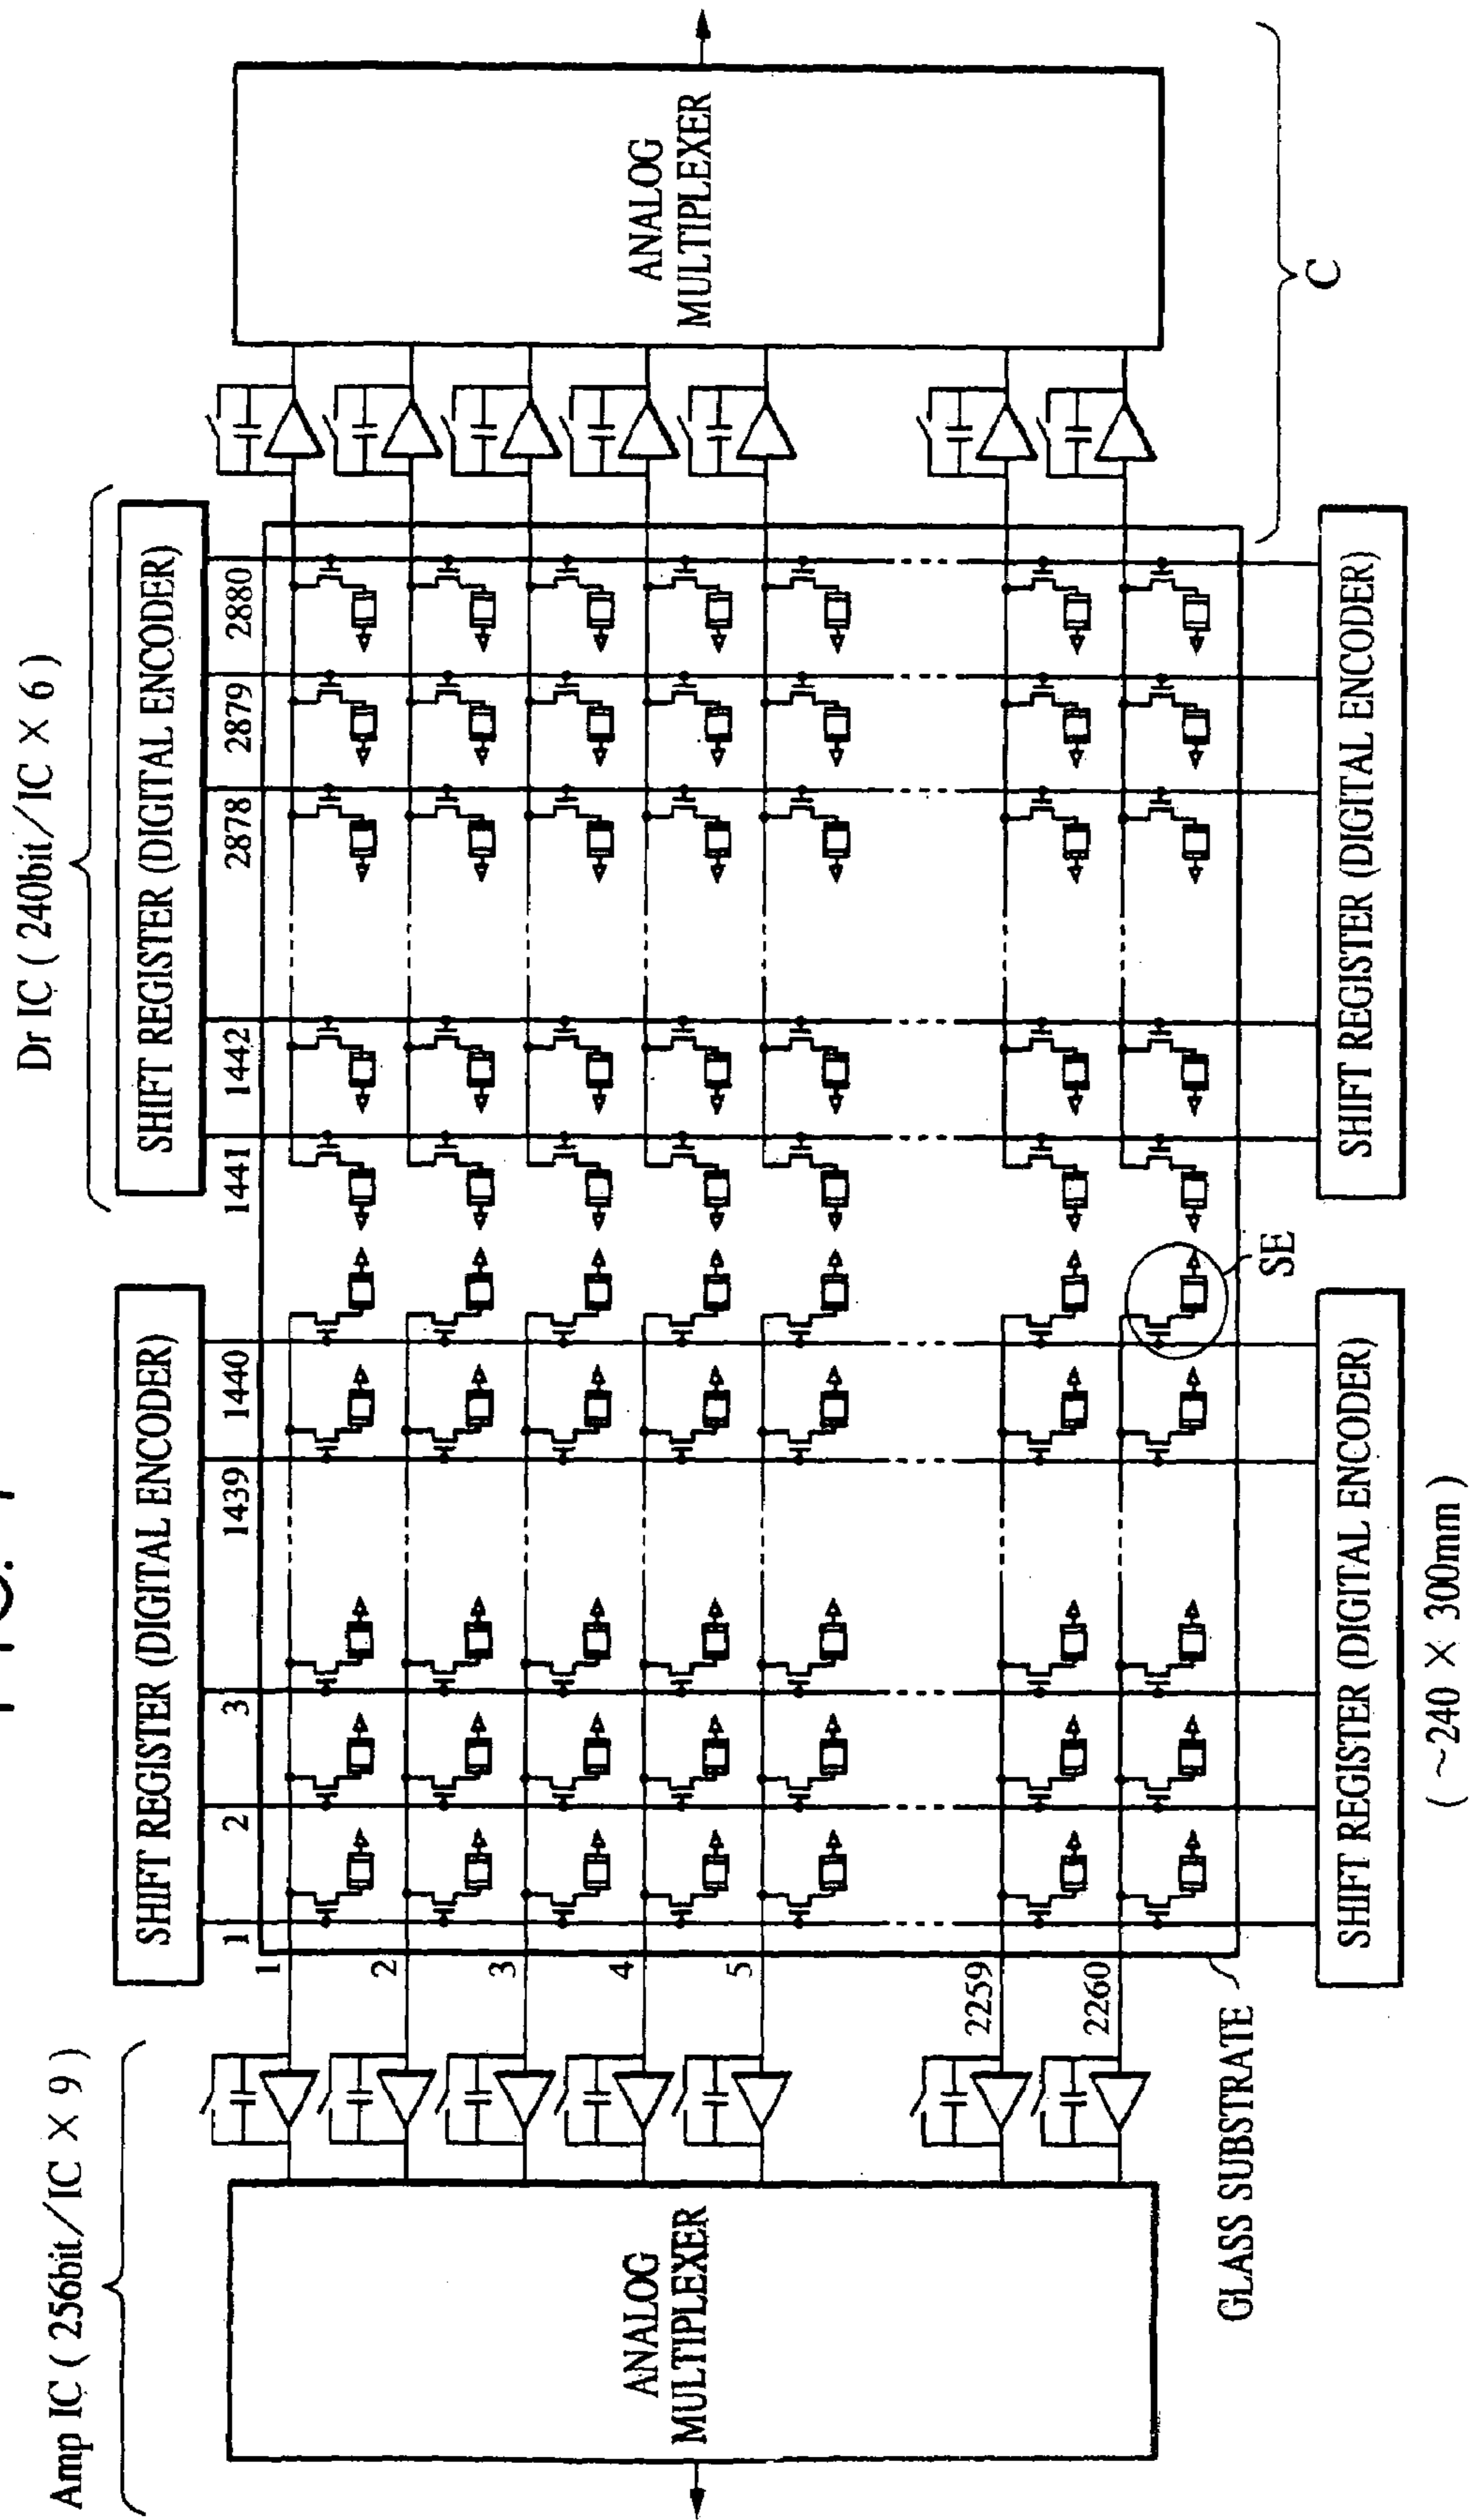 Amp IC ( 256bit/IC × 9 )
Dr IC ( 240bit/IC × 6 )
SHIFT REGISTER (DIGITAL ENCODER)
SHIFT REGISTER (DIGITAL ENCODER)
1 2 3 1439 1440 1441 1442 2878 2879 2880
1
2
3
4
5
2259
2260
ANALOG
MULTIPLEXER
ANALOG
MULTIPLEXER
GLASS SUBSTRATE
SE
C
SHIFT REGISTER (DIGITAL ENCODER)
SHIFT REGISTER (DIGITAL ENCODER)
( ~240 × 300mm )